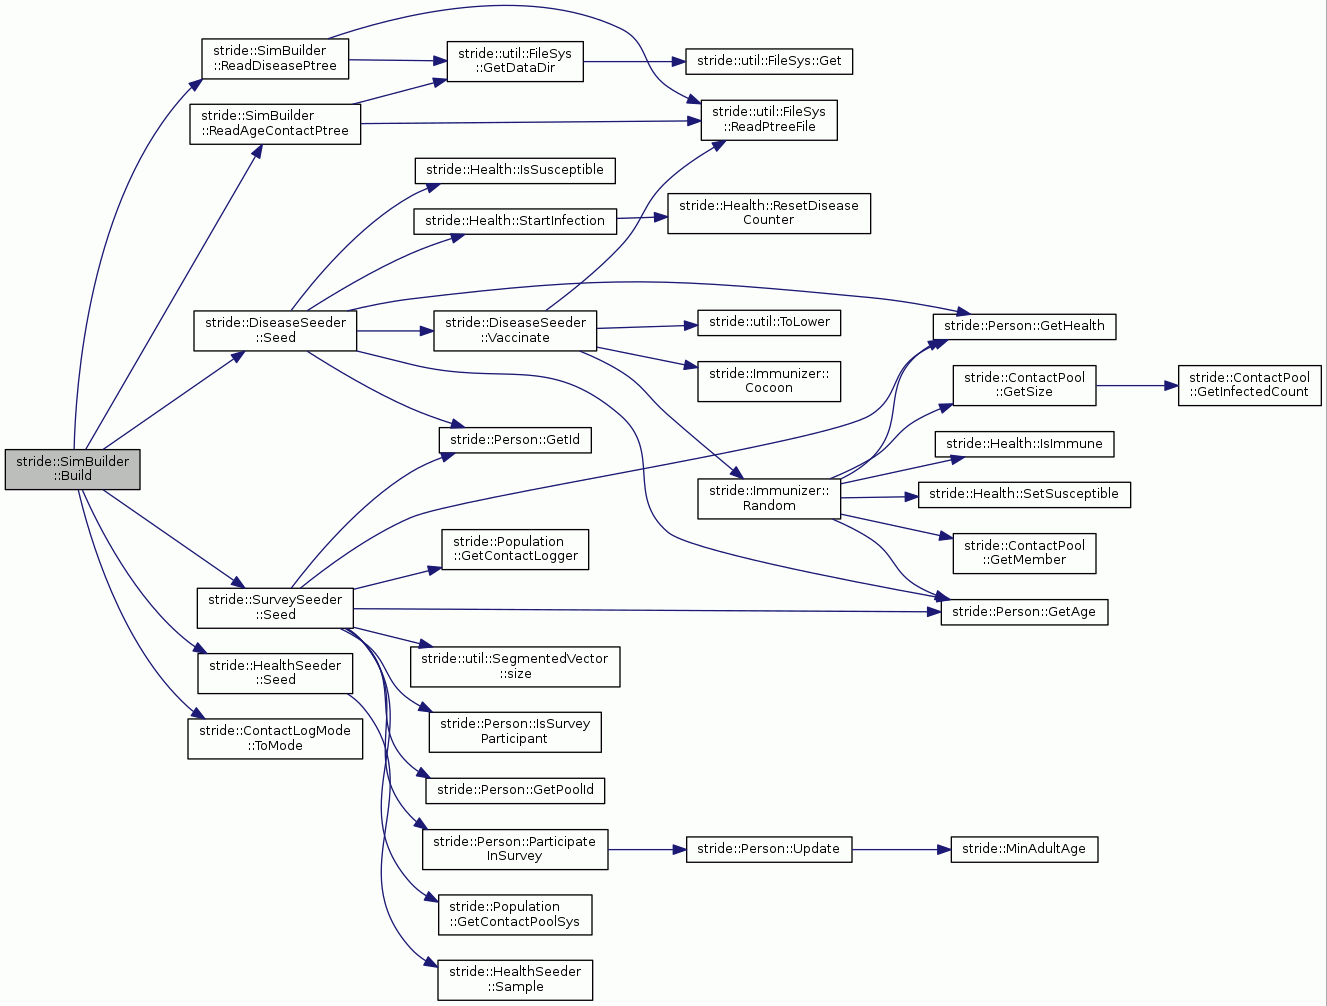 stride::SimBuilder
::Build
stride::SimBuilder
::ReadDiseasePtree
stride::SimBuilder
::ReadAgeContactPtree
stride::DiseaseSeeder
::Seed
stride::SurveySeeder
::Seed
stride::HealthSeeder
::Seed
stride::ContactLogMode
::ToMode
stride::util::FileSys
::GetDataDir
stride::Health::IsSusceptible
stride::Health::StartInfection
stride::DiseaseSeeder
::Vaccinate
stride::Person::GetId
stride::Population
::GetContactLogger
stride::util::SegmentedVector
::size
stride::Person::IsSurvey
Participant
stride::Person::GetPoolId
stride::Person::Participate
InSurvey
stride::Population
::GetContactPoolSys
stride::HealthSeeder
::Sample
stride::util::FileSys::Get
stride::util::FileSys
::ReadPtreeFile
stride::Health::ResetDisease
Counter
stride::util::ToLower
stride::Immunizer::
Cocoon
stride::Immunizer::
Random
stride::Person::Update
stride::Person::GetHealth
stride::ContactPool
::GetSize
stride::Health::IsImmune
stride::Health::SetSusceptible
stride::ContactPool
::GetMember
stride::Person::GetAge
stride::MinAdultAge
stride::ContactPool
::GetInfectedCount